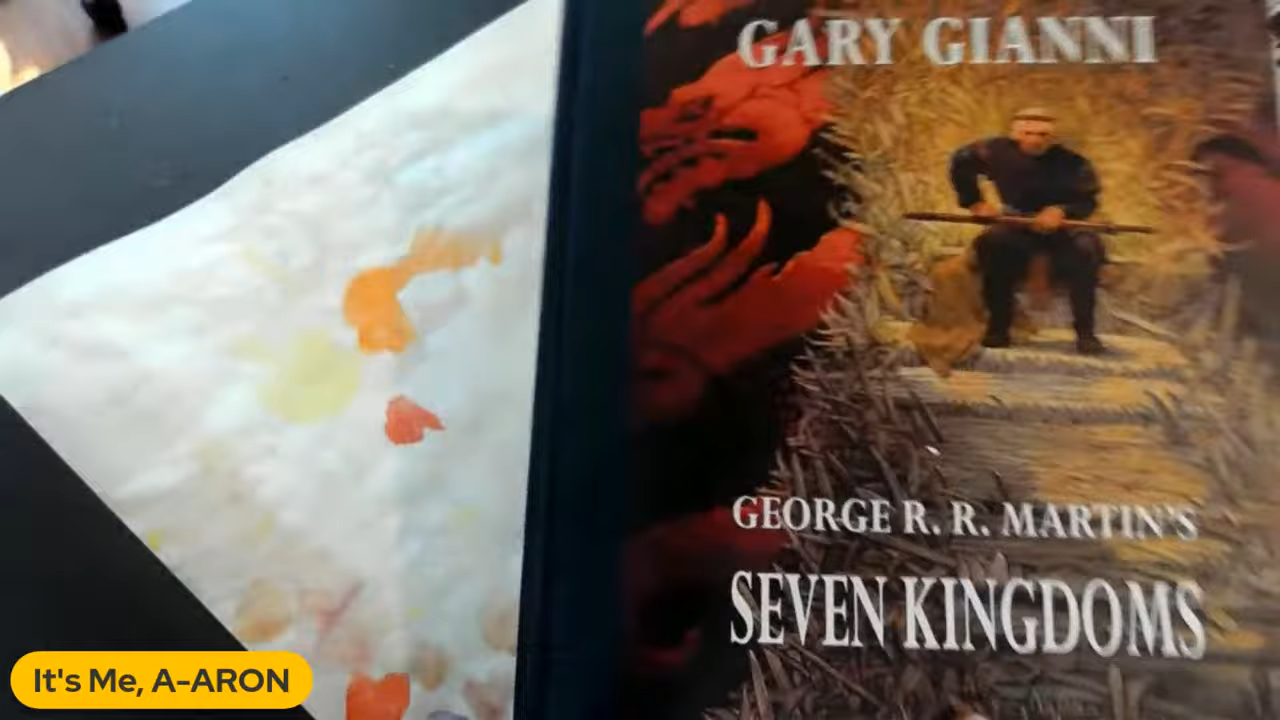 GARY GIANNI
GEORGE R. R. MARTIN'S
SEVEN KINGDOMS
It's Me, A-ARON